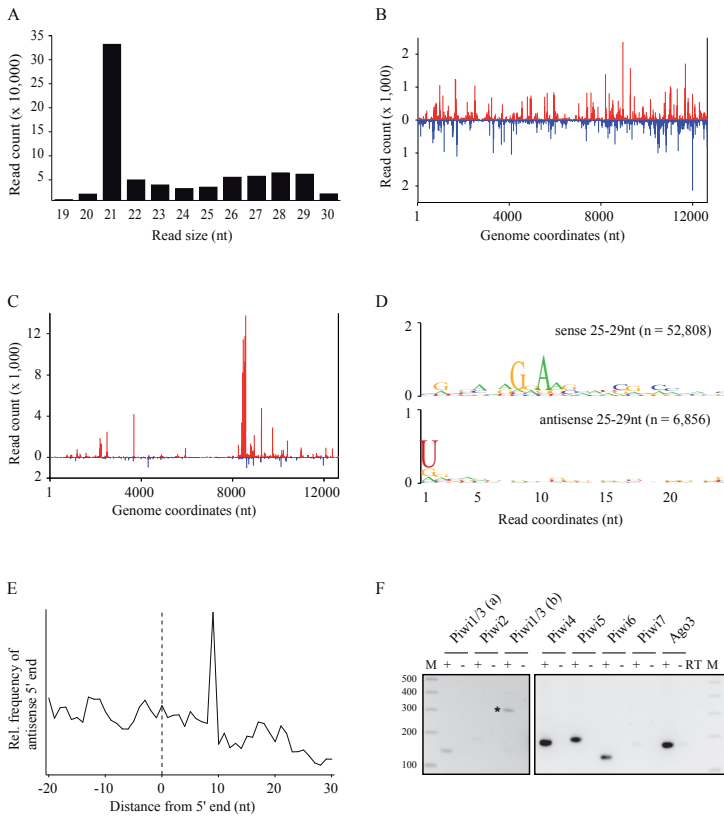 A
Read count (x 10,000)
35
30
25
20
15
10
5
19 20 21 22 23 24 25 26 27 28 29 30
Read size (nt)
B
Read count (x 1,000)
2
1
0
1
2
1 4000 8000 12000
Genome coordinates (nt)
C
Read count (x 1,000)
12
8
4
0
2
1 4000 8000 12000
Genome coordinates (nt)
D
2
sense 25-29nt (n = 52,808)
G A
0
1
antisense 25-29nt (n = 6,856)
U
0
1 5 10 15 20
Read coordinates (nt)
E
Rel. frequency of
antisense 5' end
-20 -10 0 10 20 30
Distance from 5' end (nt)
F
Piwi1/3 (a) Piwi2 Piwi1/3 (b) Piwi4 Piwi5 Piwi6 Piwi7 Ago3
M + - + - + - + - + - + - + - + - RT M
500
400
300
*
200
100